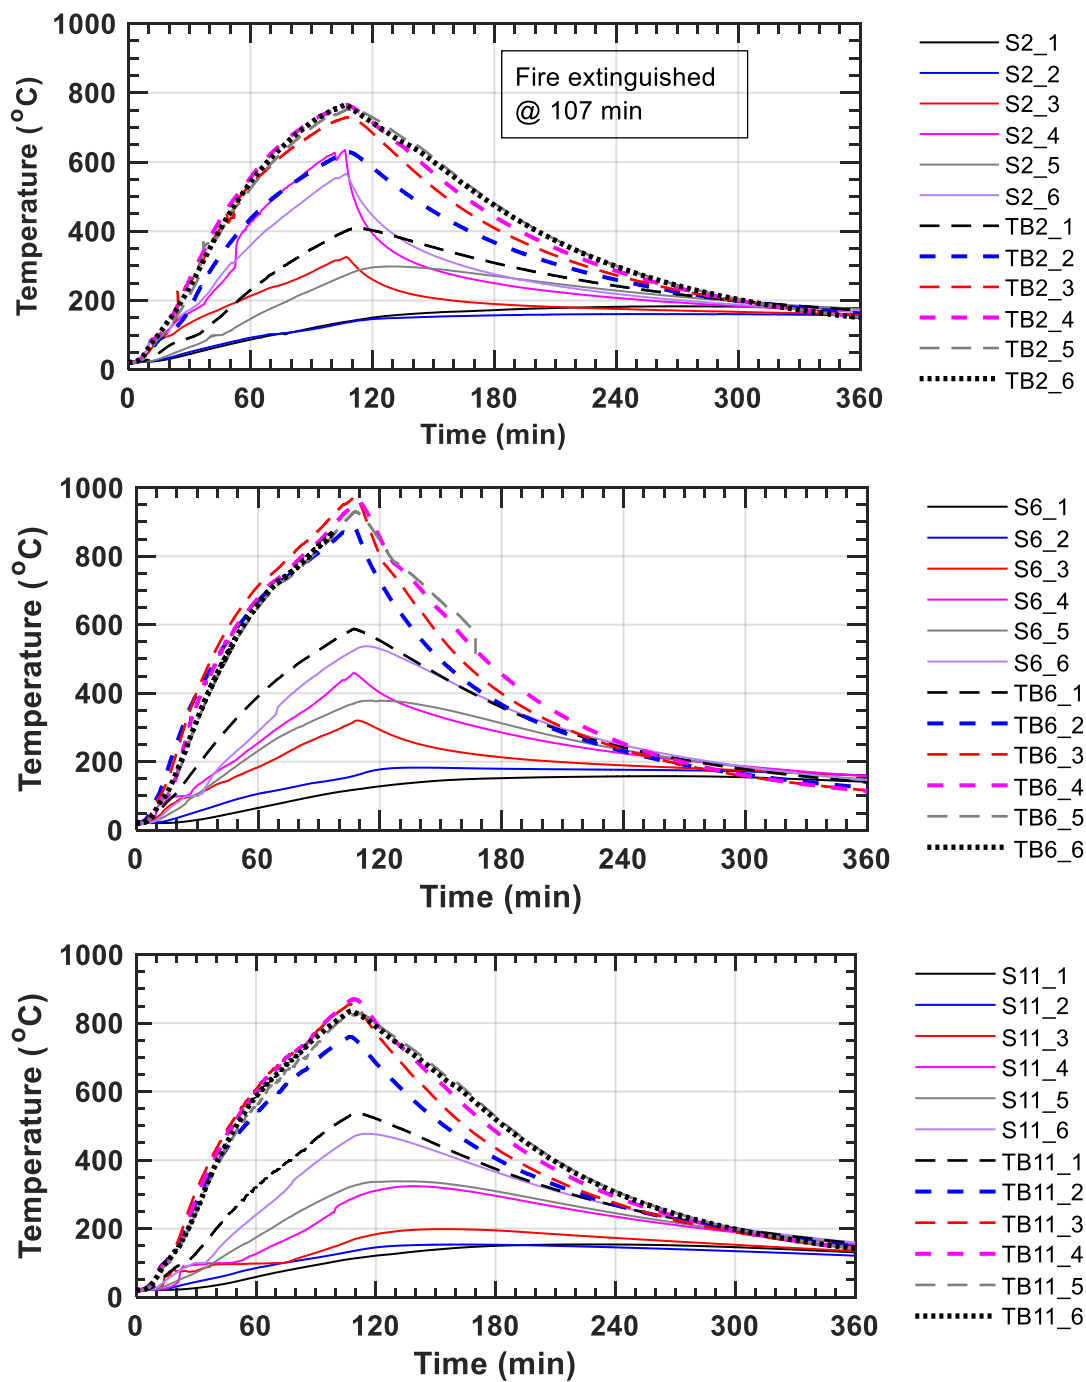 1000
800
600
400
200
0
Temperature (°C)
0 60 120 180 240 300 360
Time (min)
Fire extinguished
@ 107 min
S2_1
S2_2
S2_3
S2_4
S2_5
S2_6
TB2_1
TB2_2
TB2_3
TB2_4
TB2_5
TB2_6
1000
800
600
400
200
0
Temperature (°C)
0 60 120 180 240 300 360
Time (min)
S6_1
S6_2
S6_3
S6_4
S6_5
S6_6
TB6_1
TB6_2
TB6_3
TB6_4
TB6_5
TB6_6
1000
800
600
400
200
0
Temperature (°C)
0 60 120 180 240 300 360
Time (min)
S11_1
S11_2
S11_3
S11_4
S11_5
S11_6
TB11_1
TB11_2
TB11_3
TB11_4
TB11_5
TB11_6